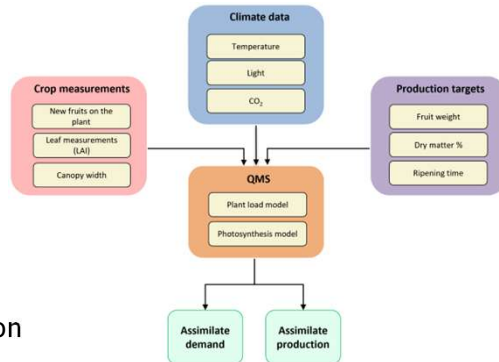 Climate data
Temperature
Light
CO₂
Crop measurements
New fruits on the
plant
Leaf measurements
(LAI)
Canopy width
Production targets
Fruit weight
Dry matter %
Ripening time
QMS
Plant load model
Photosynthesis model
Assimilate
demand
Assimilate
production
on